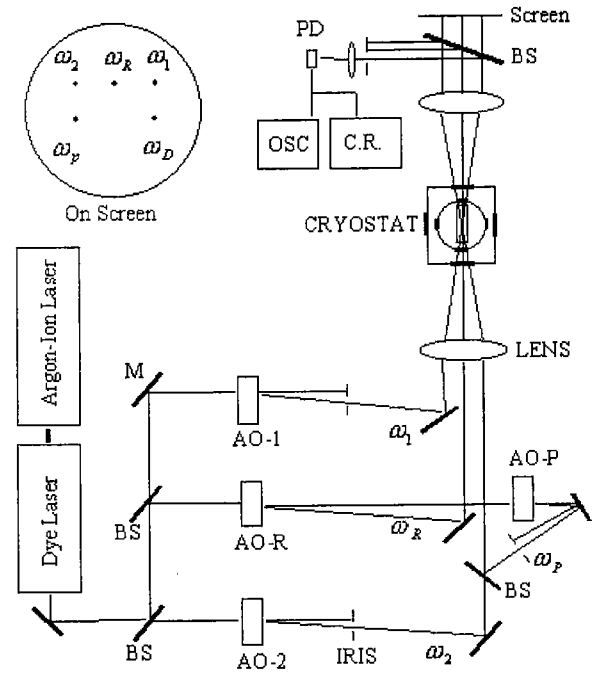 Screen
PD
BS
ω2 ωR ω1
ωp ωD
On Screen
OSC
C.R.
CRYOSTAT
LENS
Argon-Ion Laser
Dye Laser
M
AO-1
ω1
AO-P
BS
AO-R
ωR
ωP
BS
BS
AO-2
IRIS
ω2